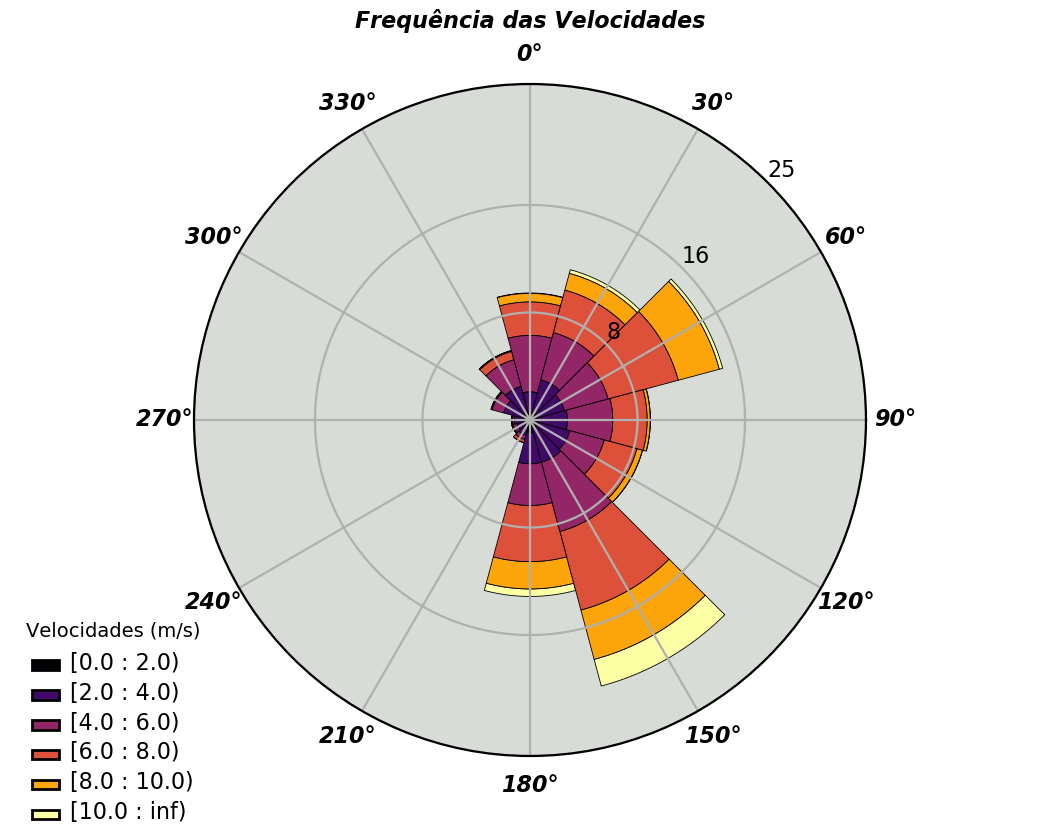 Frequência das Velocidades
0°
330°
30°
25
300°
60°
16
8
270°
90°
240°
120°
210°
150°
180°
Velocidades (m/s)
[0.0 : 2.0)
[2.0 : 4.0)
[4.0 : 6.0)
[6.0 : 8.0)
[8.0 : 10.0)
[10.0 : inf)